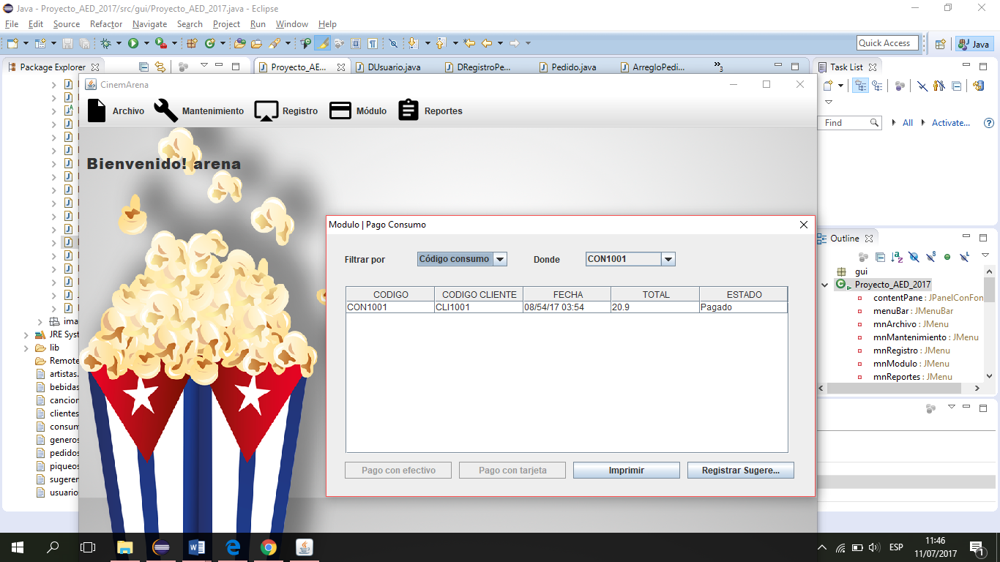 Java - Proyecto_AED_2017/src/gui/Proyecto_AED_2017.java - Eclipse
File Edit Source Refactor Navigate Search Project Run Window Help
Quick Access
Java
Package Explorer
Proyecto_AE...
DUsuario.java
DRegistroPe...
Pedido.java
ArregloPedi...
»3
Task List
CinemArena
Archivo
Mantenimiento
Registro
Módulo
Reportes
Find
All
Activate...
Bienvenido! arena
Modulo | Pago Consumo
Filtrar por
Código consumo
Donde
CON1001
CODIGO CODIGO CLIENTE FECHA TOTAL ESTADO
CON1001 CLI1001 08/54/17 03:54 20.9 Pagado
Pago con efectivo
Pago con tarjeta
Imprimir
Registrar Sugere...
Outline
gui
Proyecto_AED_2017
contentPane : JPanelConFon
menuBar : JMenuBar
mnArchivo : JMenu
mnMantenimiento : JMenu
mnRegistro : JMenu
mnModulo : JMenu
mnReportes : JMenu
ima
JRE Syst
lib
Remote
artistas.
bebidas
cancion
clientes
consum
generos
pedidos
piqueos
sugeren
usuario
ESP
11:46
11/07/2017
1